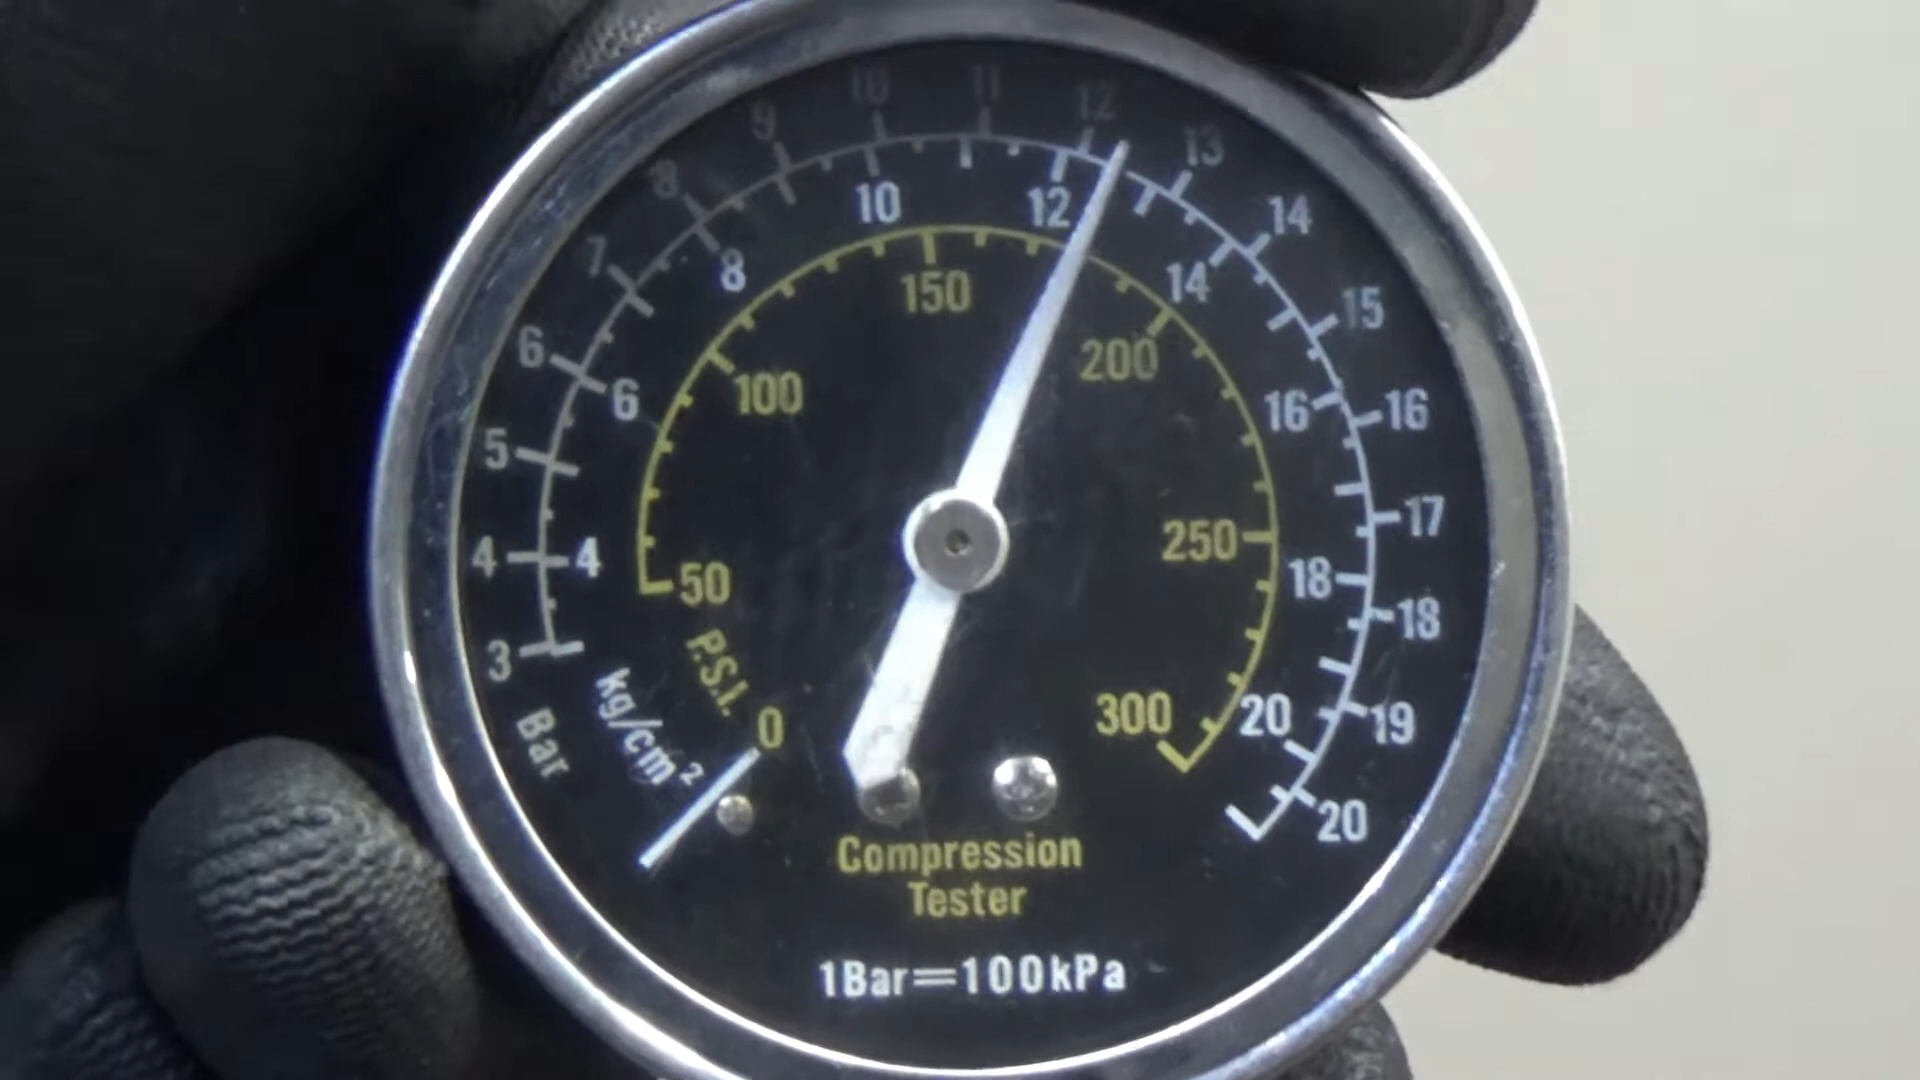 3 4 5 6 7 8 9 10 11 12 13 14 15 16 17 18 19 20
4 6 8 10 12 14 16 18 20
0 50 100 150 200 250 300
Bar
kg/cm²
P.S.I.
Compression
Tester
1Bar=100kPa